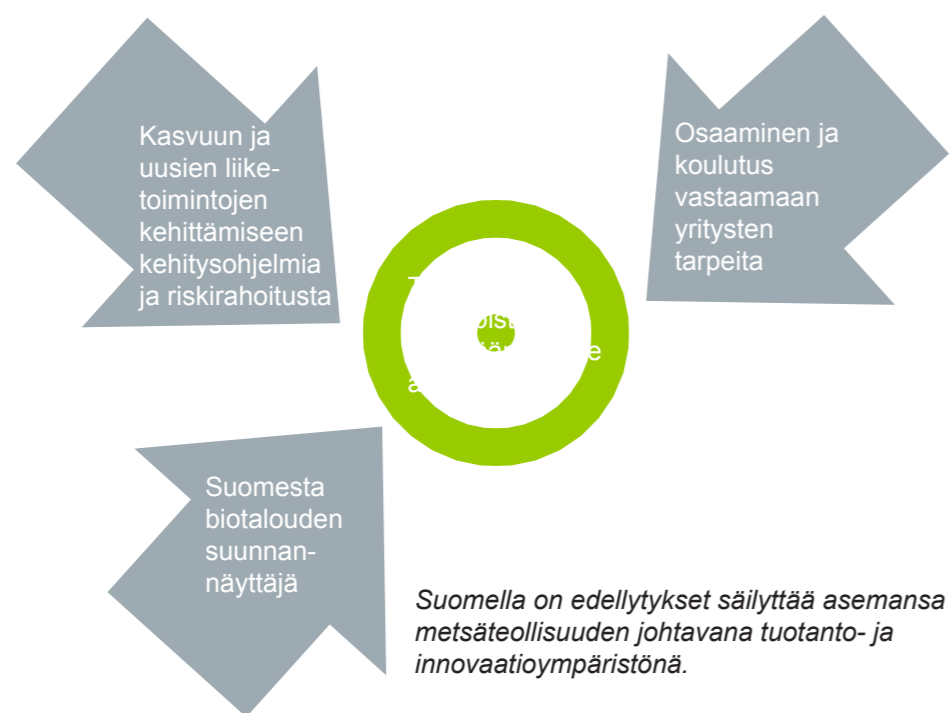 Kasvuun ja
uusien liike-
toimintojen
kehittämiseen
kehitysohjelmia
ja riskirahoitusta
Osaaminen ja
koulutus
vastaamaan
yritysten
tarpeita
Suomesta
biotalouden
suunnan-
näyttäjä
Suomella on edellytykset säilyttää asemansa
metsäteollisuuden johtavana tuotanto- ja
innovaatioympäristönä.